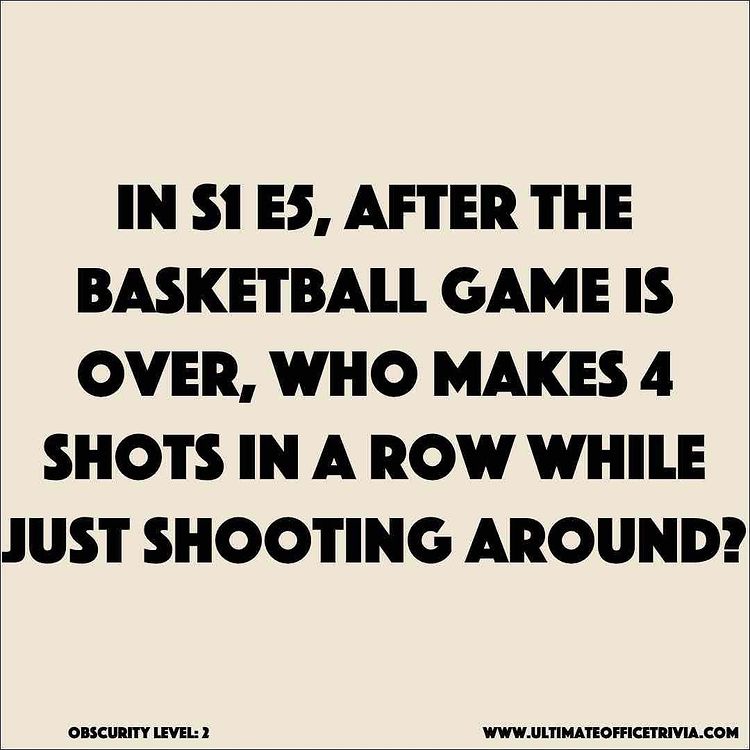 IN S1 E5, AFTER THE
BASKETBALL GAME IS
OVER, WHO MAKES 4
SHOTS IN A ROW WHILE
JUST SHOOTING AROUND?
OBSCURITY LEVEL: 2
WWW.ULTIMATEOFFICETRIVIA.COM